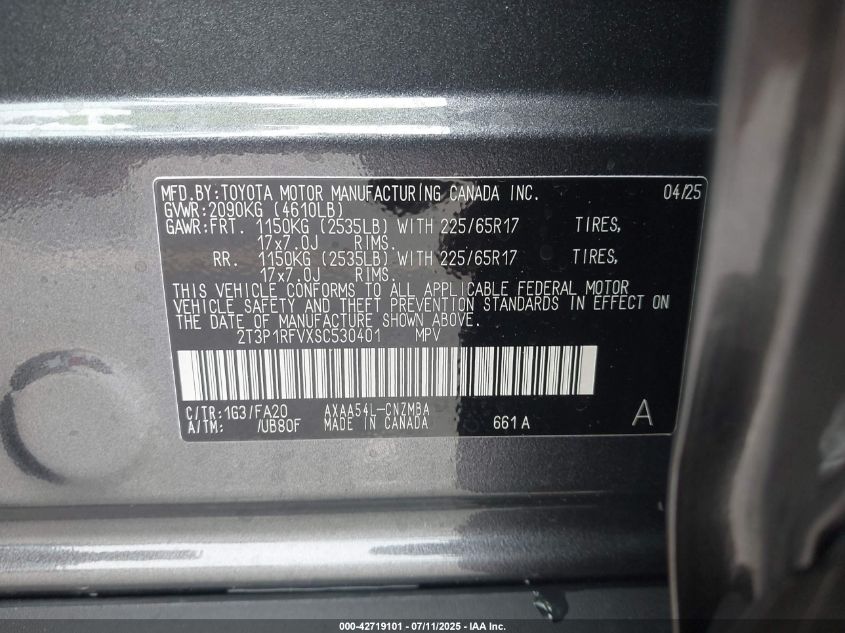 MFD.BY:TOYOTA MOTOR MANUFACTURING CANADA INC. 04/25
GVWR:2090KG (4610LB)
GAWR:FRT. 1150KG (2535LB) WITH 225/65R17 TIRES,
17x7.0J RIMS.
RR. 1150KG (2535LB) WITH 225/65R17 TIRES,
17x7.0J RIMS.
THIS VEHICLE CONFORMS TO ALL APPLICABLE FEDERAL MOTOR
VEHICLE SAFETY AND THEFT PREVENTION STANDARDS IN EFFECT ON
THE DATE OF MANUFACTURE SHOWN ABOVE.
2T3P1RFVXSC530401 MPV
C/TR:1G3/FA20 AXAA54L-CNZMBA A
A/TM: /UB80F MADE IN CANADA 661A
000-42719101 - 07/11/2025 - IAA Inc.